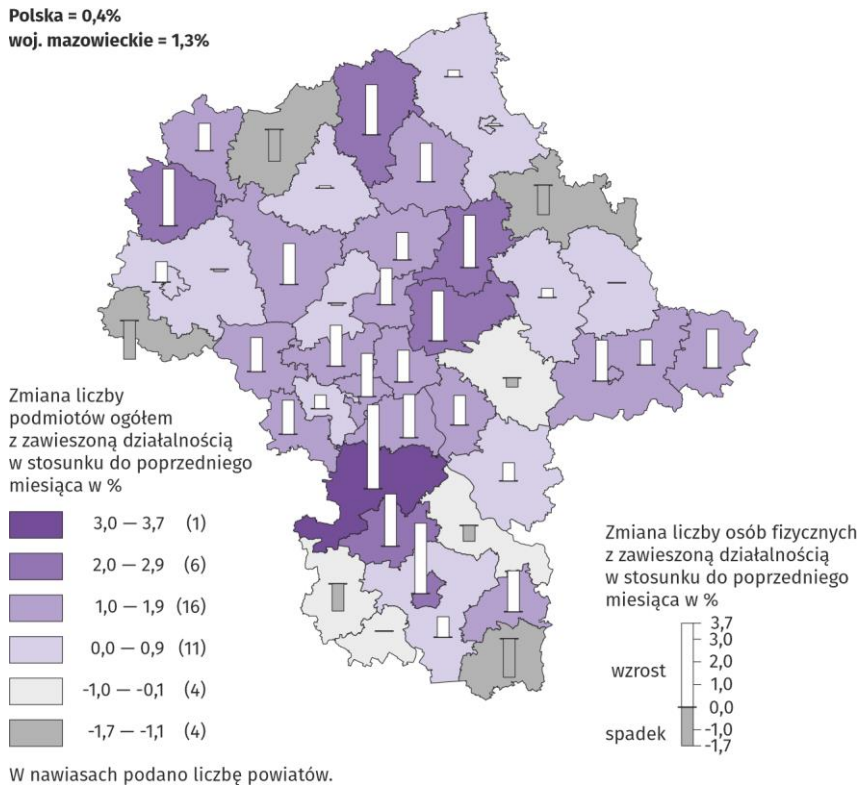 Polska = 0,4%
woj. mazowieckie = 1,3%
Zmiana liczby
podmiotów ogółem
z zawieszoną działalnością
w stosunku do poprzedniego
miesiąca w %
3,0 — 3,7 (1)
2,0 — 2,9 (6)
1,0 — 1,9 (16)
0,0 — 0,9 (11)
-1,0 — -0,1 (4)
-1,7 — -1,1 (4)
W nawiasach podano liczbę powiatów.
Zmiana liczby osób fizycznych
z zawieszoną działalnością
w stosunku do poprzedniego
miesiąca w %
3,7
3,0
2,0
wzrost
1,0
0,0
-1,0
spadek
-1,7